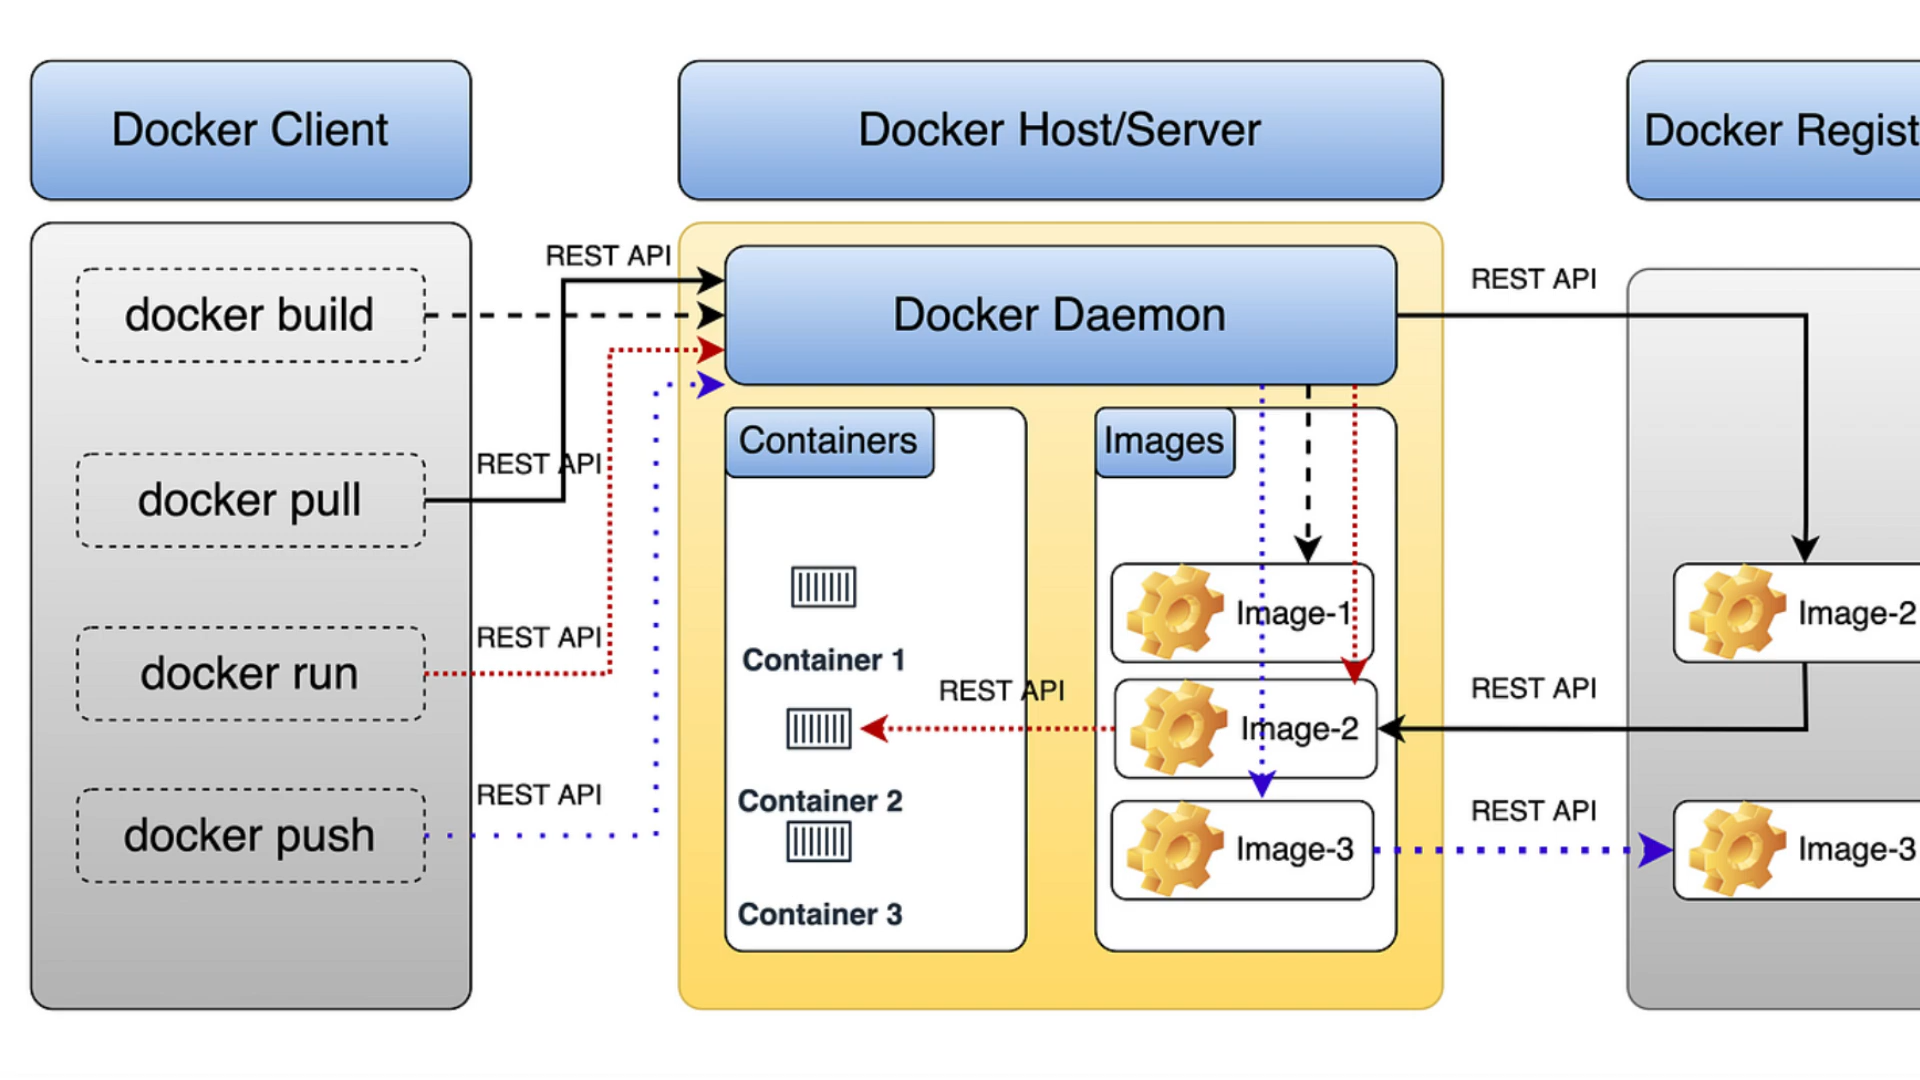 Docker Client
Docker Host/Server
Docker Regist
REST API
docker build
Docker Daemon
REST API
docker pull
REST API
Containers
Images
docker run
REST API
Container 1
Image-1
Image-2
REST API
Image-2
REST API
Container 2
docker push
REST API
Container 3
Image-3
REST API
Image-3